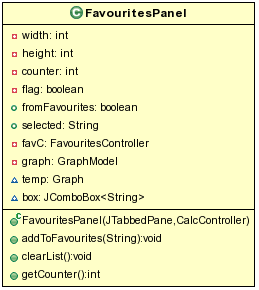 FavouritesPanel
width: int
height: int
counter: int
flag: boolean
fromFavourites: boolean
selected: String
favC: FavouritesController
graph: GraphModel
temp: Graph
box: JComboBox<String>
FavouritesPanel(JTabbedPane,CalcController)
addToFavourites(String):void
clearList():void
getCounter():int